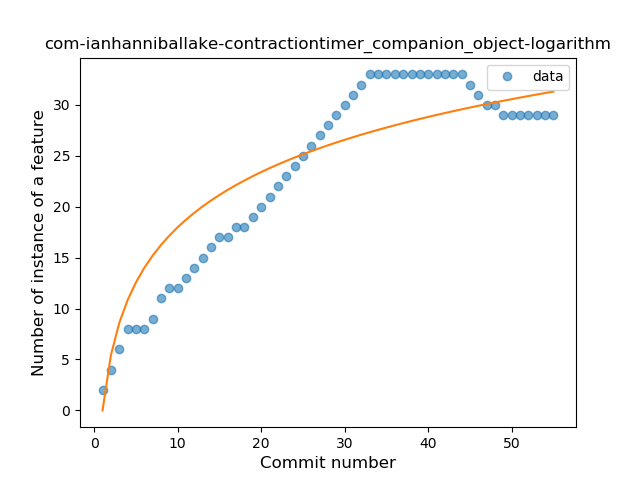 com-ianhanniballake-contractiontimer_companion_object-logarithm
data
Number of instance of a feature
30
25
20
15
10
5
0
0 10 20 30 40 50
Commit number